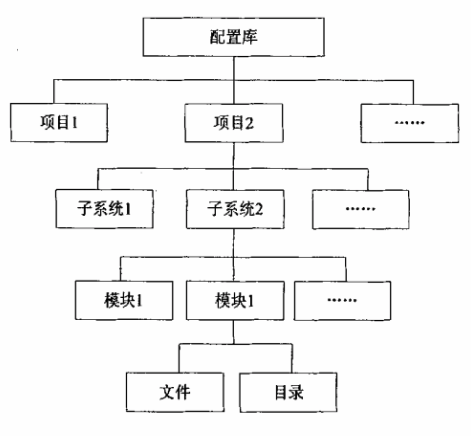 配置库
项目1
项目2
……
子系统1
子系统2
……
模块1
模块1
……
文件
目录